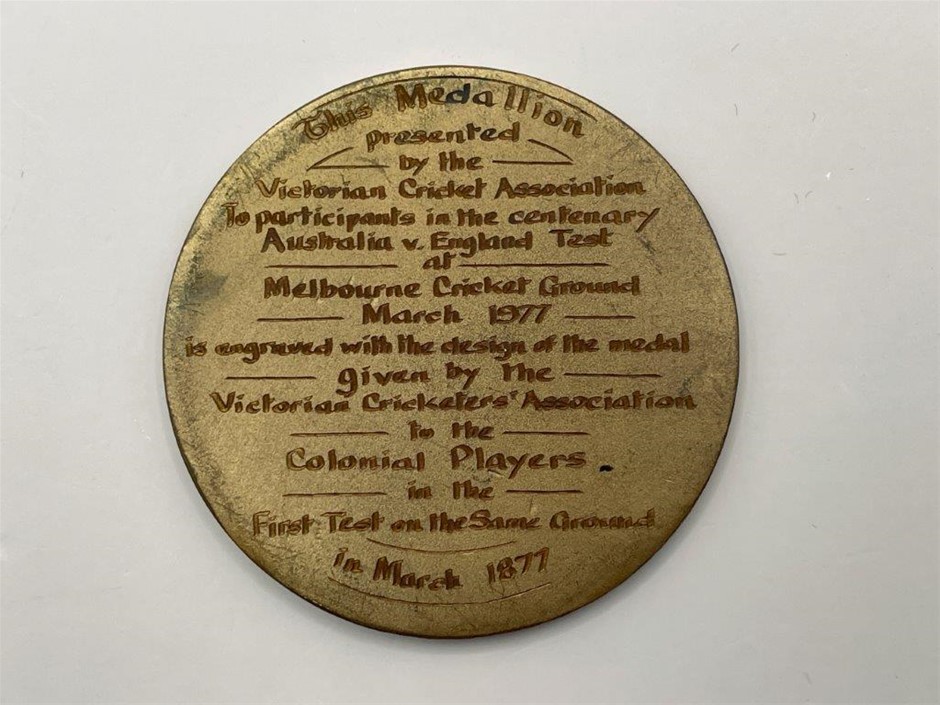 This Medallion
presented
by the
Victorian Cricket Association
To participants in the centenary
Australia v. England Test
at
Melbourne Cricket Ground
March 1977
is engraved with the design of the medal
given by the
Victorian Cricketers' Association
to the
Colonial Players
in the
First Test on the Same Ground
in March 1877